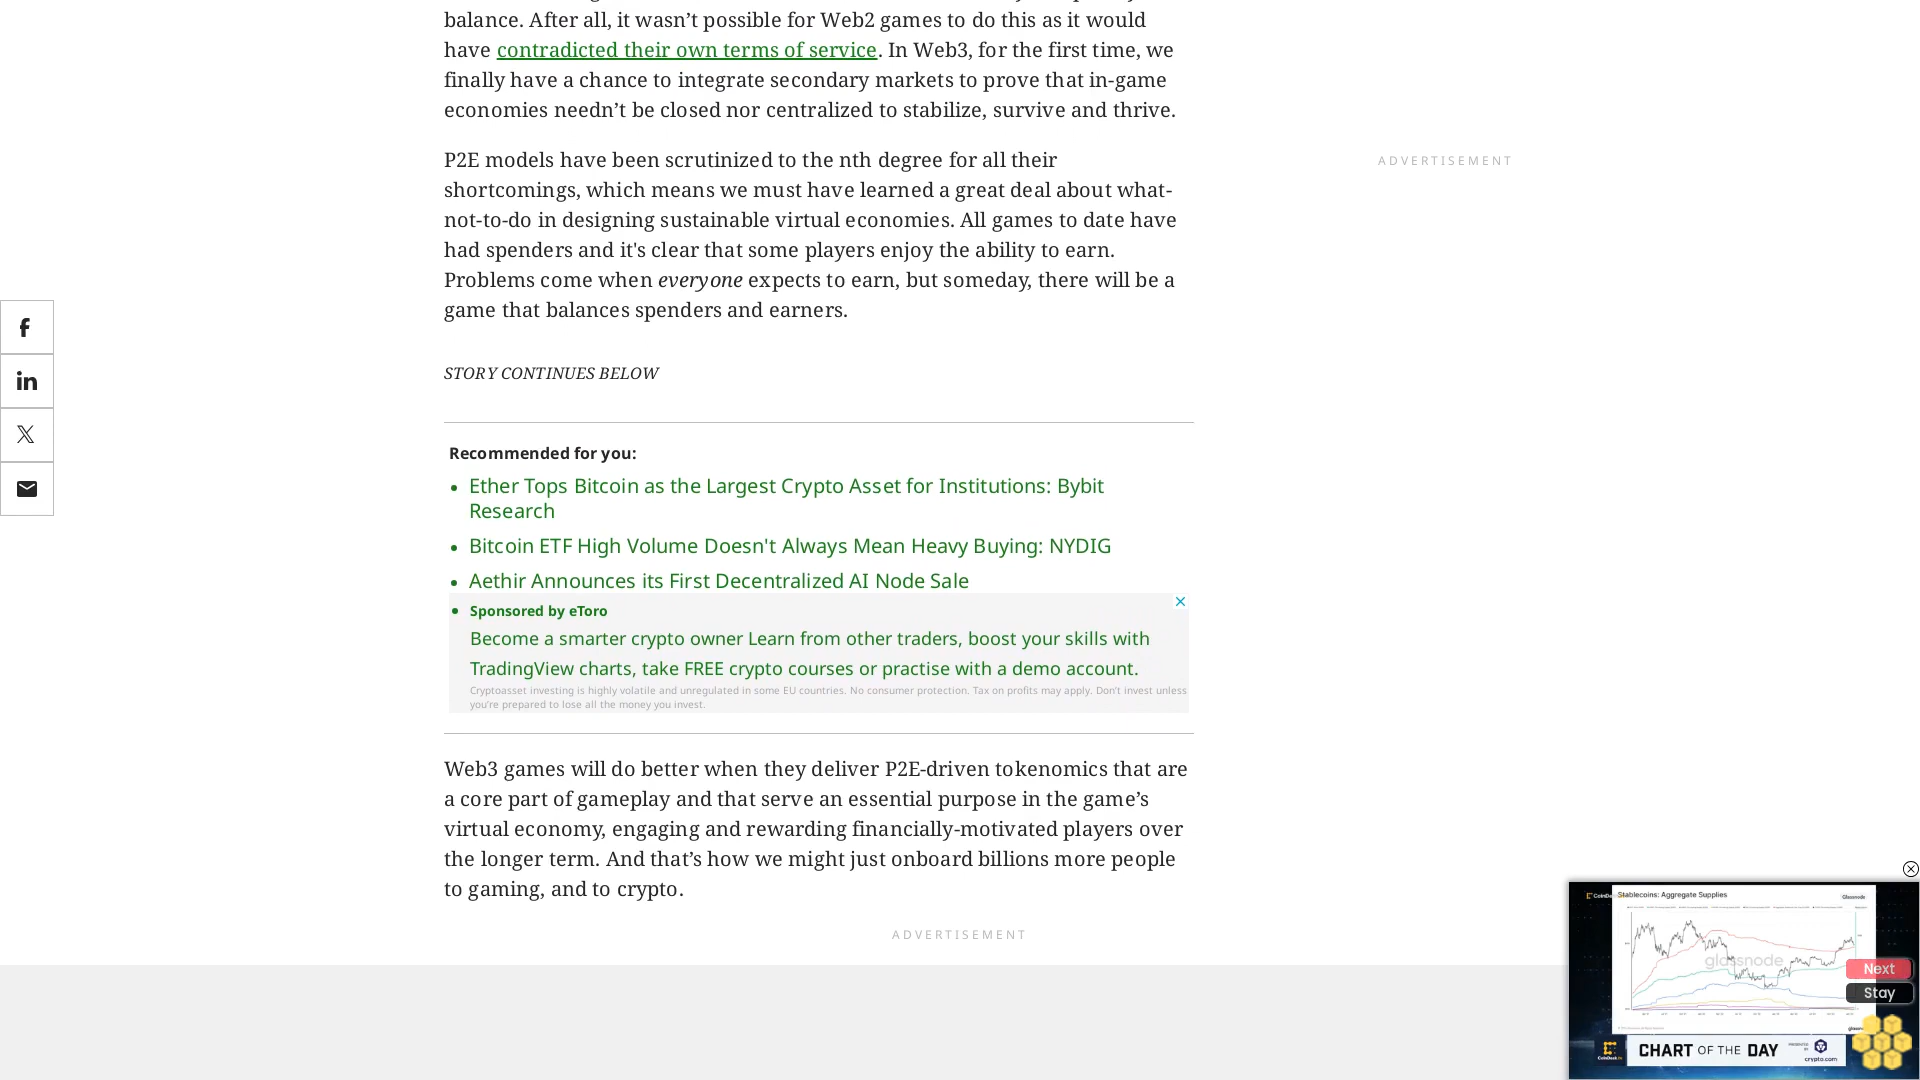 balance. After all, it wasn’t possible for Web2 games to do this as it would
have contradicted their own terms of service. In Web3, for the first time, we
finally have a chance to integrate secondary markets to prove that in-game
economies needn’t be closed nor centralized to stabilize, survive and thrive.
ADVERTISEMENT
P2E models have been scrutinized to the nth degree for all their
shortcomings, which means we must have learned a great deal about what-
not-to-do in designing sustainable virtual economies. All games to date have
had spenders and it's clear that some players enjoy the ability to earn.
Problems come when everyone expects to earn, but someday, there will be a
game that balances spenders and earners.
STORY CONTINUES BELOW
Recommended for you:
Ether Tops Bitcoin as the Largest Crypto Asset for Institutions: Bybit
Research
Bitcoin ETF High Volume Doesn't Always Mean Heavy Buying: NYDIG
Aethir Announces its First Decentralized AI Node Sale
Sponsored by eToro
Become a smarter crypto owner Learn from other traders, boost your skills with
TradingView charts, take FREE crypto courses or practise with a demo account.
Cryptoasset investing is highly volatile and unregulated in some EU countries. No consumer protection. Tax on profits may apply. Don’t invest unless
you’re prepared to lose all the money you invest.
Web3 games will do better when they deliver P2E-driven tokenomics that are
a core part of gameplay and that serve an essential purpose in the game’s
virtual economy, engaging and rewarding financially-motivated players over
the longer term. And that’s how we might just onboard billions more people
to gaming, and to crypto.
ADVERTISEMENT
Stablecoins: Aggregate Supplies
Glassnode
glassnode
Next
Stay
CHART OF THE DAY
crypto.com